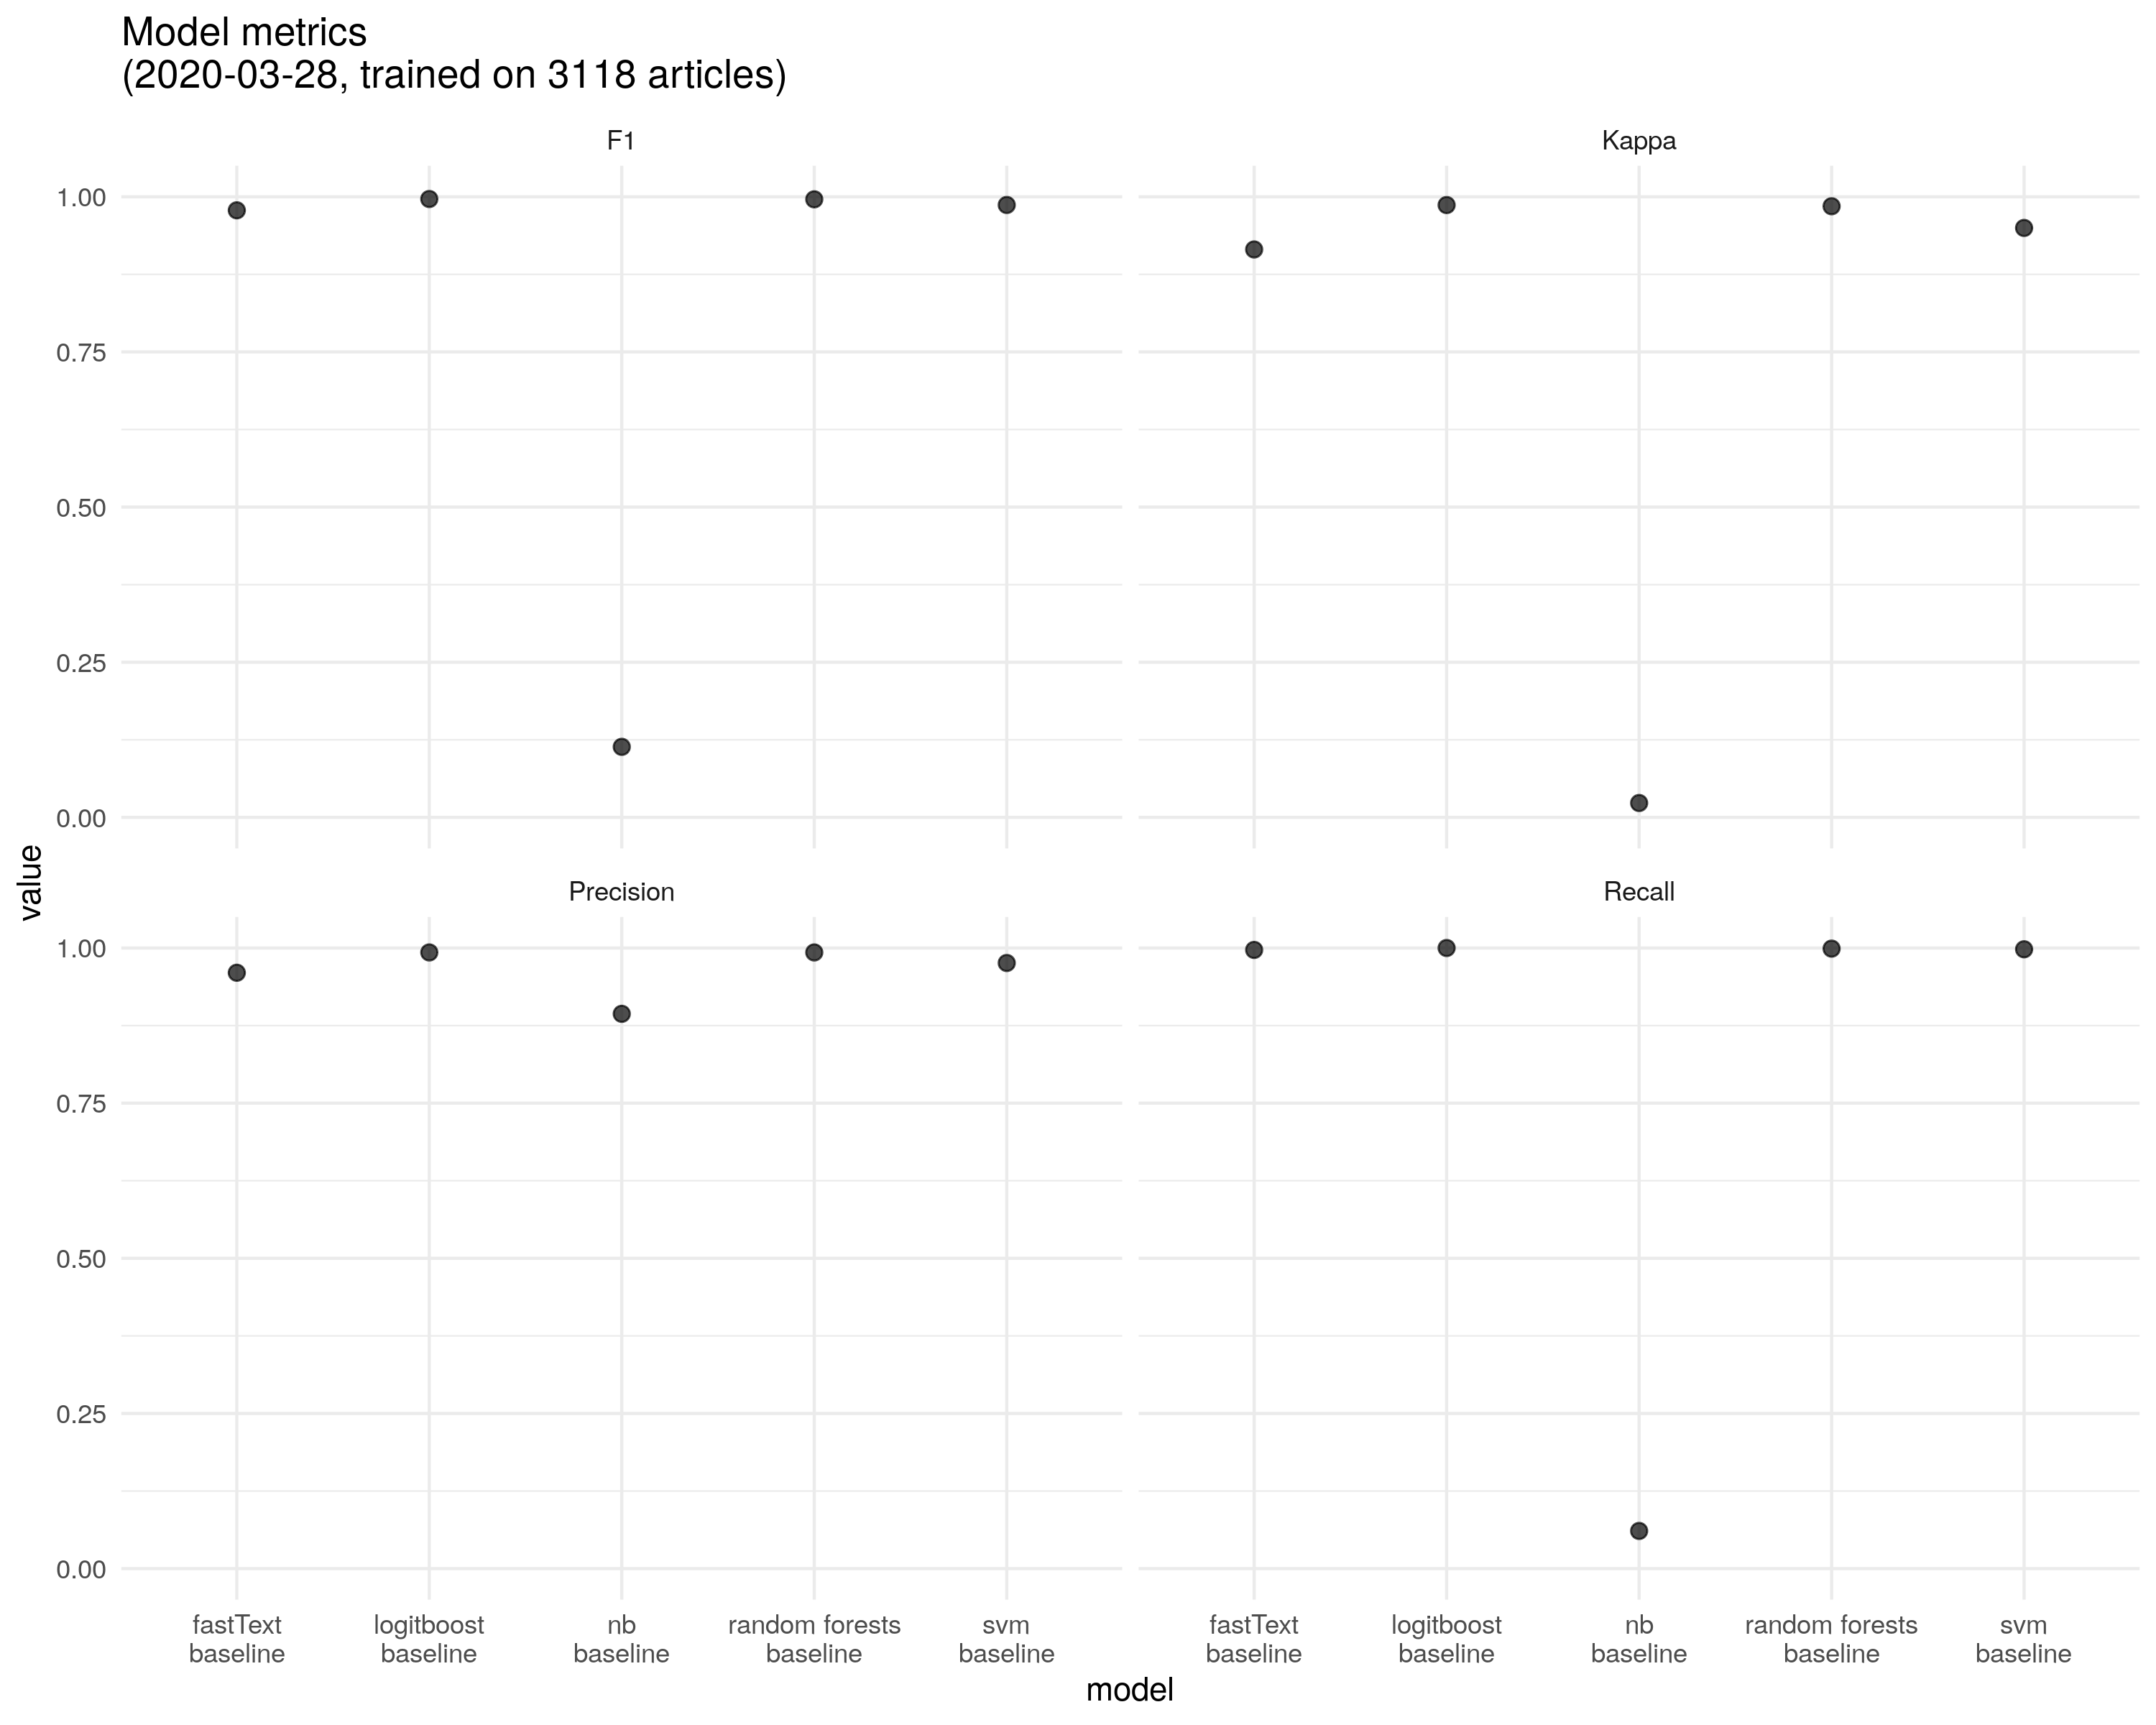 Model metrics
(2020-03-28, trained on 3118 articles)
F1
Kappa
1.00
0.75
0.50
0.25
0.00
value
Precision
Recall
1.00
0.75
0.50
0.25
0.00
fastText logitboost nb random forests svm fastText logitboost nb random forests svm
baseline baseline baseline baseline baseline baseline baseline baseline baseline baseline
model